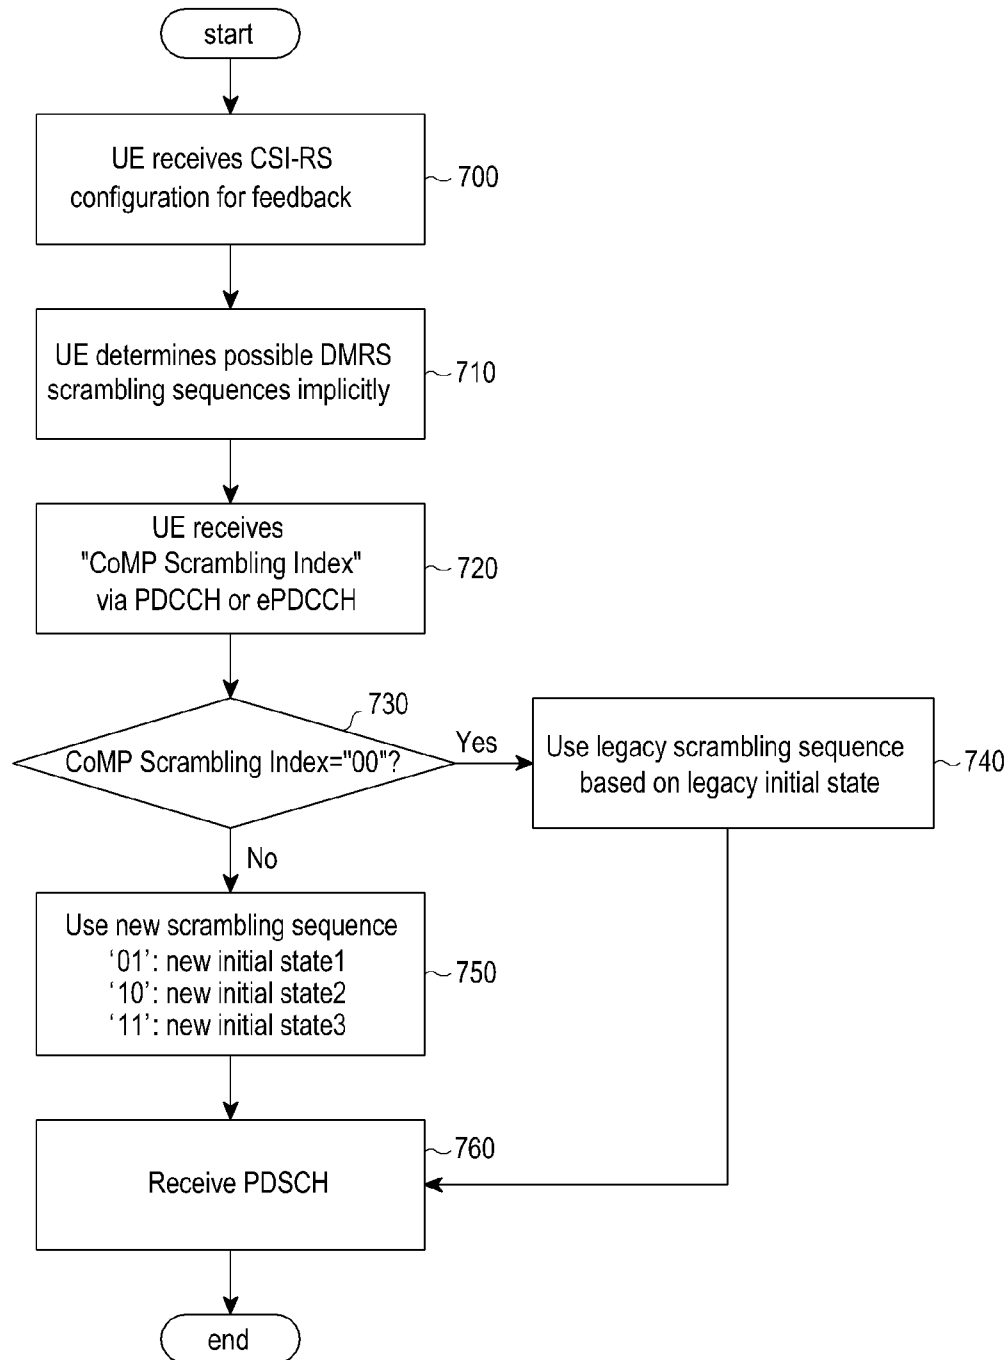 start
UE receives CSI-RS
configuration for feedback
700
UE determines possible DMRS
scrambling sequences implicitly
710
UE receives
"CoMP Scrambling Index"
via PDCCH or ePDCCH
720
730
CoMP Scrambling Index="00"?
Yes
Use legacy scrambling sequence
based on legacy initial state
740
No
Use new scrambling sequence
‘01’: new initial state1
‘10’: new initial state2
‘11’: new initial state3
750
760
Receive PDSCH
end